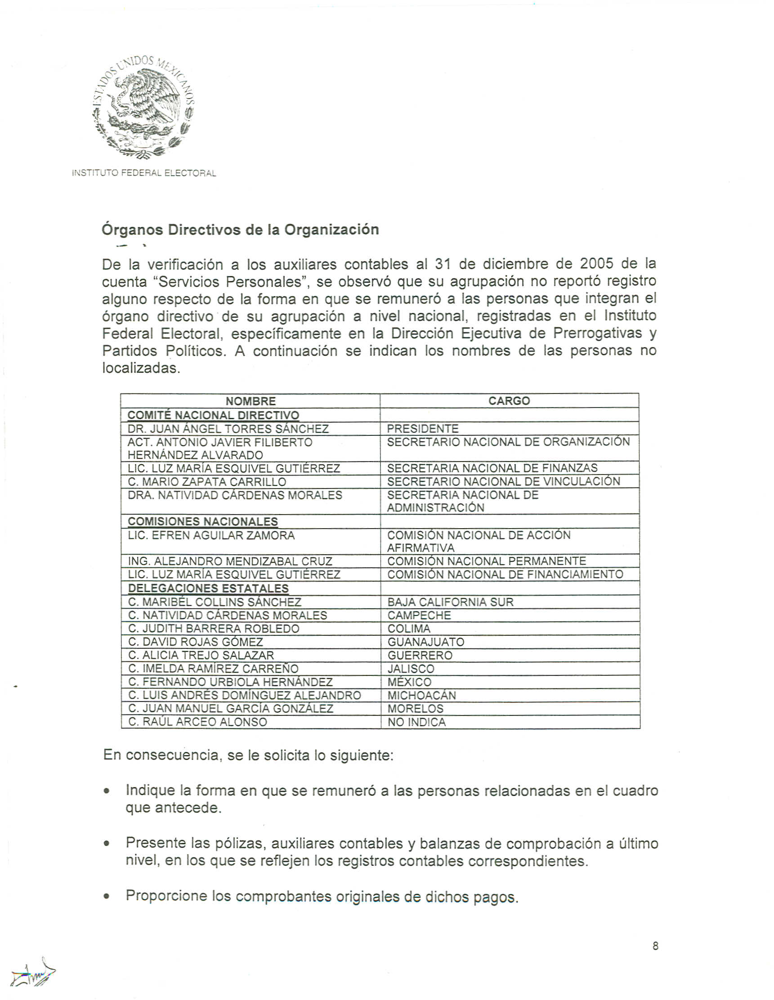 ESTADOS UNIDOS MEXICANOS
INSTITUTO FEDERAL ELECTORAL
Órganos Directivos de la Organización
De la verificación a los auxiliares contables al 31 de diciembre de 2005 de la
cuenta “Servicios Personales”, se observó que su agrupación no reportó registro
alguno respecto de la forma en que se remuneró a las personas que integran el
órgano directivo de su agrupación a nivel nacional, registradas en el Instituto
Federal Electoral, específicamente en la Dirección Ejecutiva de Prerrogativas y
Partidos Políticos. A continuación se indican los nombres de las personas no
localizadas.
NOMBRE CARGO
COMITÉ NACIONAL DIRECTIVO
DR. JUAN ÁNGEL TORRES SÁNCHEZ PRESIDENTE
ACT. ANTONIO JAVIER FILIBERTO SECRETARIO NACIONAL DE ORGANIZACIÓN
HERNÁNDEZ ALVARADO
LIC. LUZ MARÍA ESQUIVEL GUTIÉRREZ SECRETARIA NACIONAL DE FINANZAS
C. MARIO ZAPATA CARRILLO SECRETARIO NACIONAL DE VINCULACIÓN
DRA. NATIVIDAD CÁRDENAS MORALES SECRETARIA NACIONAL DE
ADMINISTRACIÓN
COMISIONES NACIONALES
LIC. EFREN AGUILAR ZAMORA COMISIÓN NACIONAL DE ACCIÓN
AFIRMATIVA
ING. ALEJANDRO MENDIZABAL CRUZ COMISIÓN NACIONAL PERMANENTE
LIC. LUZ MARÍA ESQUIVEL GUTIÉRREZ COMISIÓN NACIONAL DE FINANCIAMIENTO
DELEGACIONES ESTATALES
C. MARIBÉL COLLINS SÁNCHEZ BAJA CALIFORNIA SUR
C. NATIVIDAD CÁRDENAS MORALES CAMPECHE
C. JUDITH BARRERA ROBLEDO COLIMA
C. DAVID ROJAS GÓMEZ GUANAJUATO
C. ALICIA TREJO SALAZAR GUERRERO
C. IMELDA RAMÍREZ CARREÑO JALISCO
C. FERNANDO URBIOLA HERNÁNDEZ MÉXICO
C. LUIS ANDRÉS DOMÍNGUEZ ALEJANDRO MICHOACÁN
C. JUAN MANUEL GARCÍA GONZÁLEZ MORELOS
C. RAÚL ARCEO ALONSO NO INDICA
En consecuencia, se le solicita lo siguiente:
• Indique la forma en que se remuneró a las personas relacionadas en el cuadro
que antecede.
• Presente las pólizas, auxiliares contables y balanzas de comprobación a último
nivel, en los que se reflejen los registros contables correspondientes.
• Proporcione los comprobantes originales de dichos pagos.
8